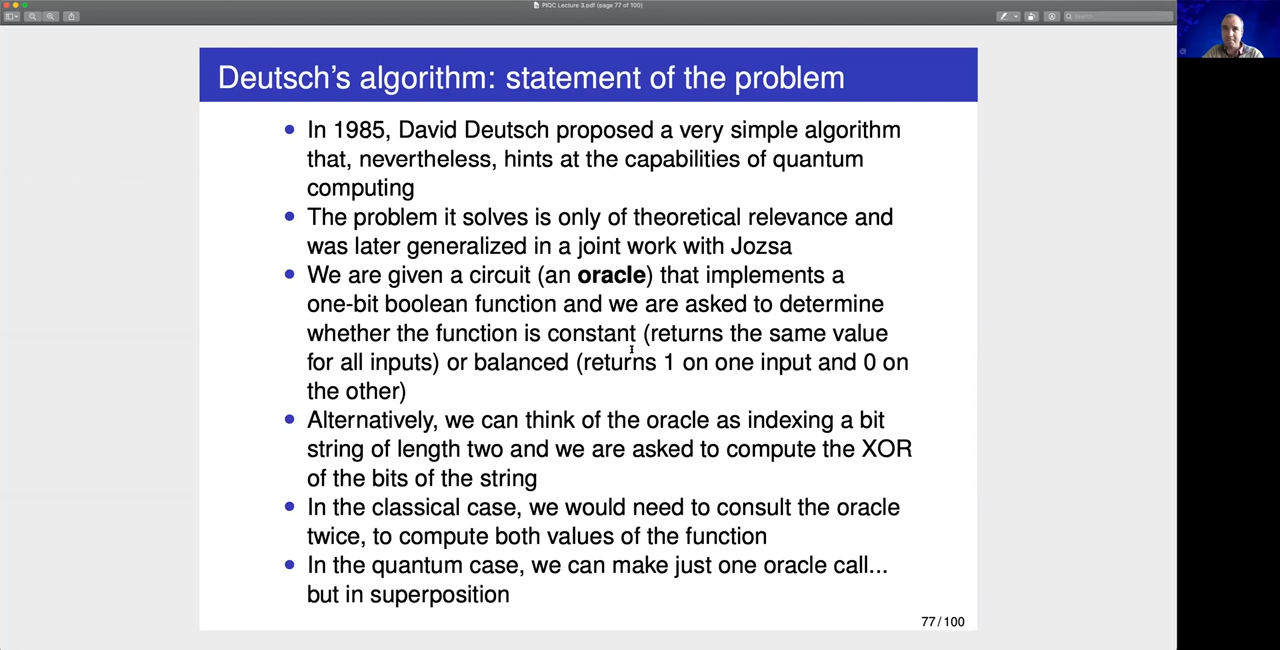 PIQC Lecture 3.pdf (page 77 of 100)
Search
Deutsch's algorithm: statement of the problem
• In 1985, David Deutsch proposed a very simple algorithm
that, nevertheless, hints at the capabilities of quantum
computing
• The problem it solves is only of theoretical relevance and
was later generalized in a joint work with Jozsa
• We are given a circuit (an oracle) that implements a
one-bit boolean function and we are asked to determine
whether the function is constant (returns the same value
for all inputs) or balanced (returns 1 on one input and 0 on
the other)
• Alternatively, we can think of the oracle as indexing a bit
string of length two and we are asked to compute the XOR
of the bits of the string
• In the classical case, we would need to consult the oracle
twice, to compute both values of the function
• In the quantum case, we can make just one oracle call...
but in superposition
77 / 100